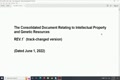 The Consolidated Document Relating to Intellectual Property
and Genetic Resources
REV.1 (track-changed version)
(Dated June 1, 2022)